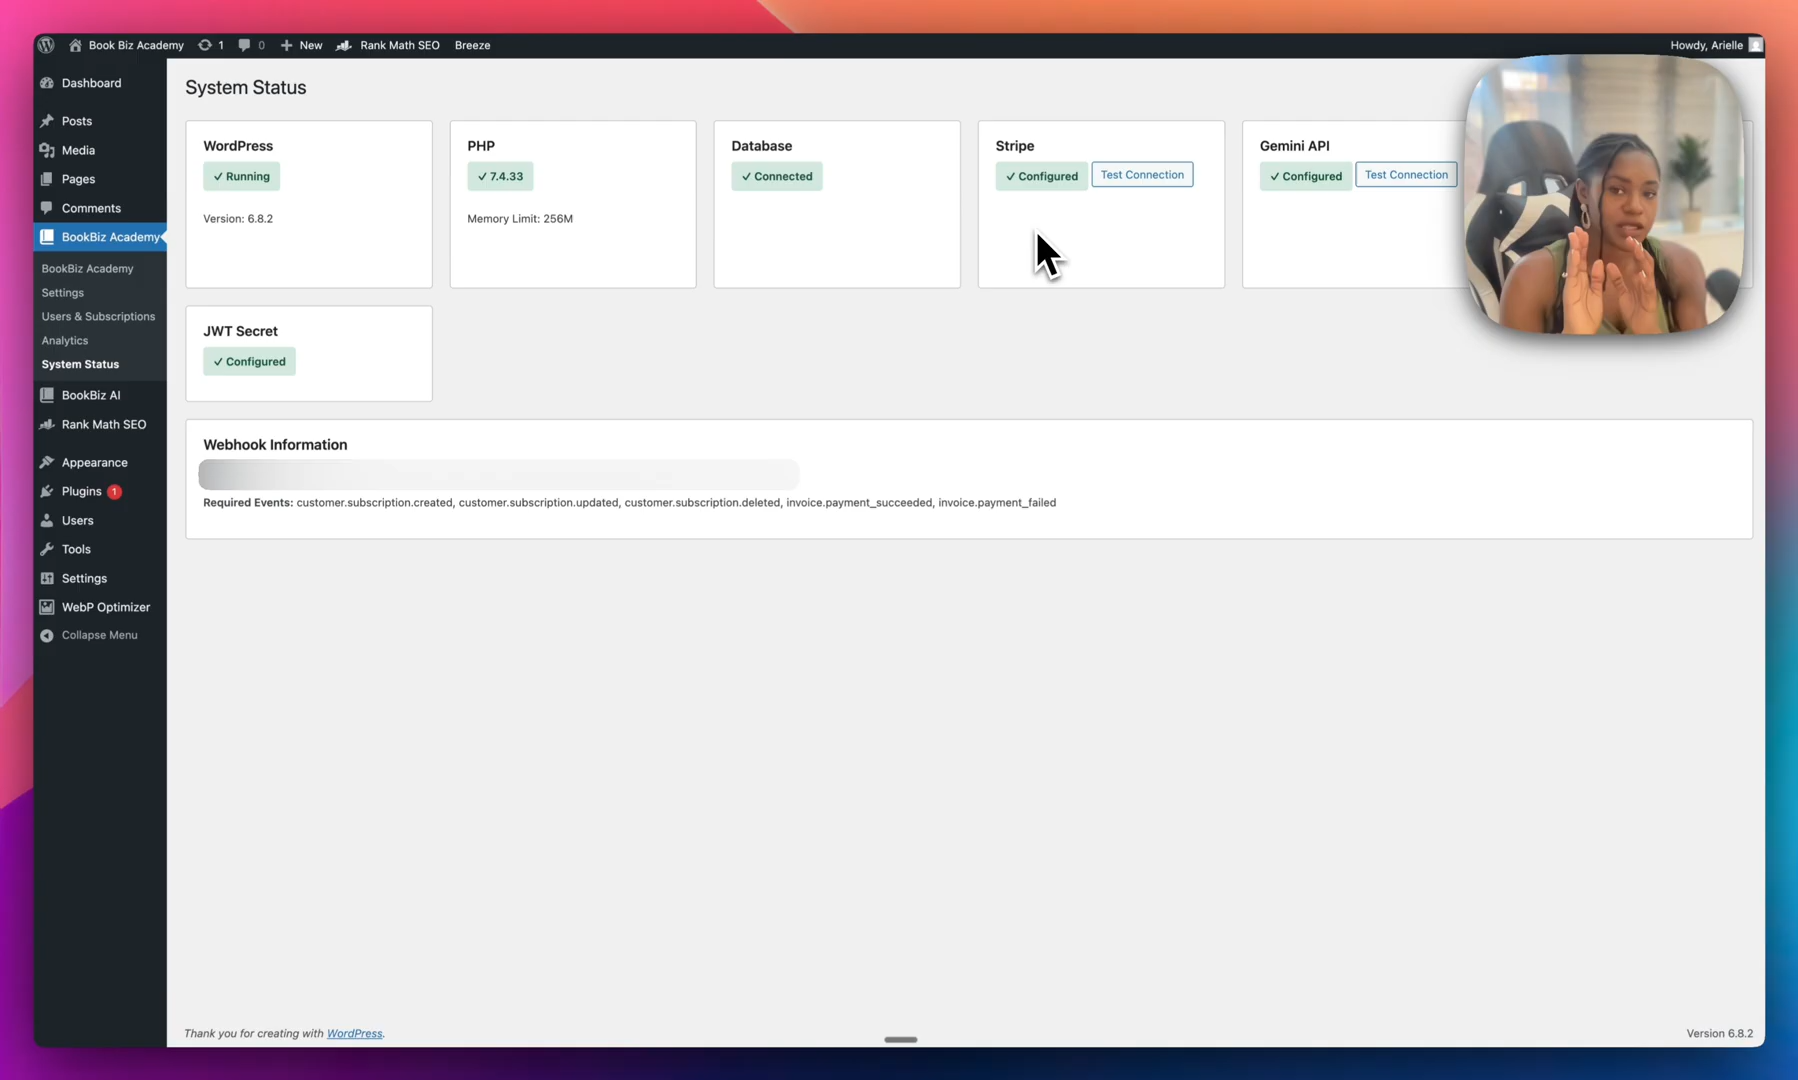 Book Biz Academy 1 0 New Rank Math SEO Breeze Howdy, Arielle
Dashboard
Posts
Media
Pages
Comments
BookBiz Academy
BookBiz Academy
Settings
Users & Subscriptions
Analytics
System Status
BookBiz AI
Rank Math SEO
Appearance
Plugins 1
Users
Tools
Settings
WebP Optimizer
Collapse Menu
System Status
WordPress
✓ Running
Version: 6.8.2
PHP
✓ 7.4.33
Memory Limit: 256M
Database
✓ Connected
Stripe
✓ Configured Test Connection
Gemini API
✓ Configured Test Connection
JWT Secret
✓ Configured
Webhook Information
Required Events: customer.subscription.created, customer.subscription.updated, customer.subscription.deleted, invoice.payment_succeeded, invoice.payment_failed
Thank you for creating with WordPress. Version 6.8.2